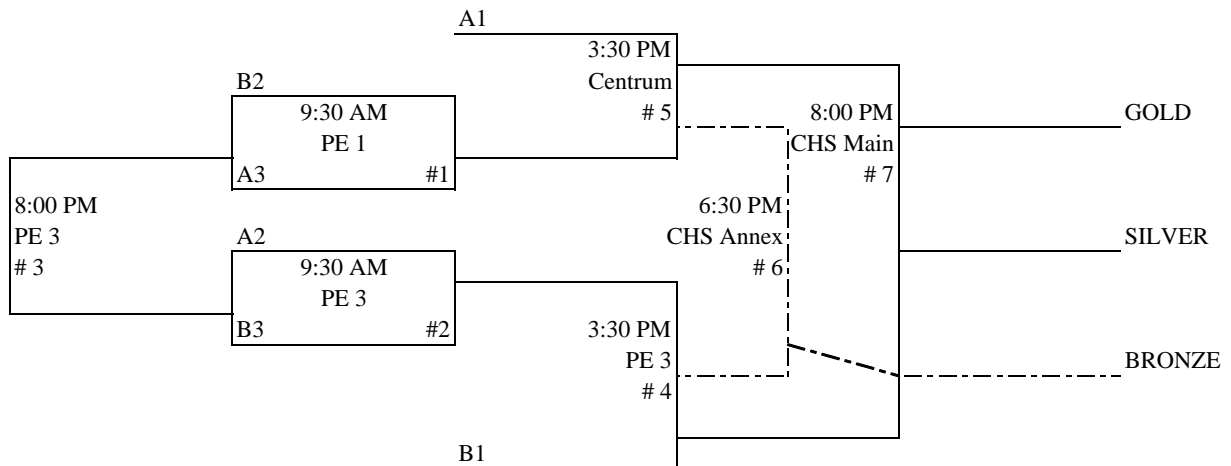 A1
3:30 PM
Centrum
# 5
B2
9:30 AM
PE 1
A3
#1
8:00 PM
CHS Main
# 7
GOLD
8:00 PM
PE 3
# 3
6:30 PM
CHS Annex
# 6
A2
9:30 AM
PE 3
B3
#2
SILVER
3:30 PM
PE 3
# 4
BRONZE
B1